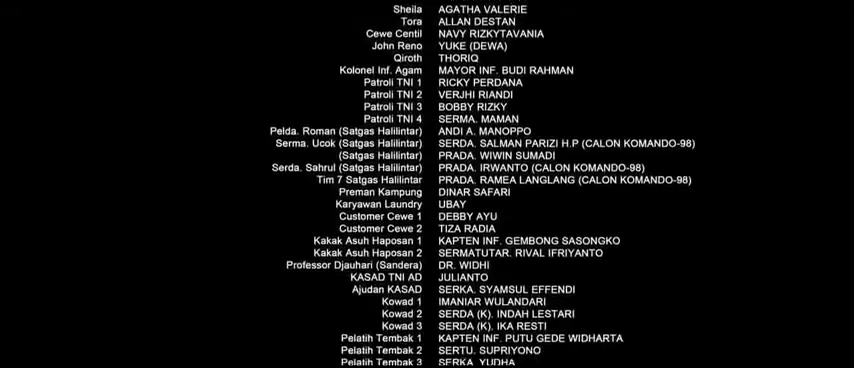 Sheila AGATHA VALERIE
Tora ALLAN DESTAN
Cewe Centil NAVY RIZKYTAVANIA
John Reno YUKE (DEWA)
Qiroth THORIQ
Kolonel Inf. Agam MAYOR INF. BUDI RAHMAN
Patroli TNI 1 RICKY PERDANA
Patroli TNI 2 VERJHI RIANDI
Patroli TNI 3 BOBBY RIZKY
Patroli TNI 4 SERMA. MAMAN
Pelda. Roman (Satgas Halilintar) ANDI A. MANOPPO
Serma. Ucok (Satgas Halilintar) SERDA. SALMAN PARIZI H.P (CALON KOMANDO-98)
(Satgas Halilintar) PRADA. WIWIN SUMADI
Serda. Sahrul (Satgas Halilintar) PRADA. IRWANTO (CALON KOMANDO-98)
Tim 7 Satgas Halilintar PRADA. RAMEA LANGLANG (CALON KOMANDO-98)
Preman Kampung DINAR SAFARI
Karyawan Laundry UBAY
Customer Cewe 1 DEBBY AYU
Customer Cewe 2 TIZA RADIA
Kakak Asuh Haposan 1 KAPTEN INF. GEMBONG SASONGKO
Kakak Asuh Haposan 2 SERMATUTAR. RIVAL IFRIYANTO
Professor Djauhari (Sandera) DR. WIDHI
KASAD TNI AD JULIANTO
Ajudan KASAD SERKA. SYAMSUL EFFENDI
Kowad 1 IMANIAR WULANDARI
Kowad 2 SERDA (K). INDAH LESTARI
Kowad 3 SERDA (K). IKA RESTI
Pelatih Tembak 1 KAPTEN INF. PUTU GEDE WIDHARTA
Pelatih Tembak 2 SERTU. SUPRIYONO
Pelatih Tembak 3 SERKA. YUDHA